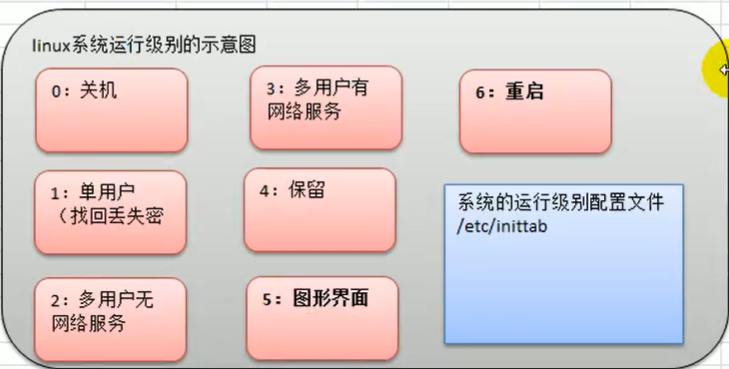 linux系统运行级别的示意图
0：关机
3：多用户有
网络服务
6：重启
1：单用户
（找回丢失密
4：保留
系统的运行级别配置文件
/etc/inittab
2：多用户无
网络服务
5：图形界面